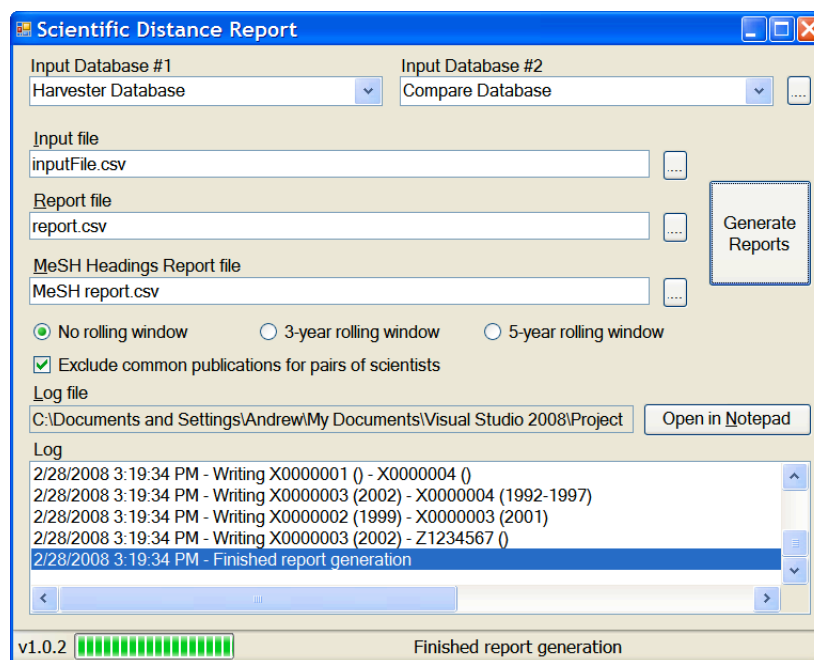 Scientific Distance Report
Input Database #1 Input Database #2
Harvester Database Compare Database ....
Input file
inputFile.csv ....
Report file
report.csv ....
Generate
Reports
MeSH Headings Report file
MeSH report.csv ....
No rolling window 3-year rolling window 5-year rolling window
Exclude common publications for pairs of scientists
Log file
C:\Documents and Settings\Andrew\My Documents\Visual Studio 2008\Project Open in Notepad
Log
2/28/2008 3:19:34 PM - Writing X0000001 () - X0000004 ()
2/28/2008 3:19:34 PM - Writing X0000003 (2002) - X0000004 (1992-1997)
2/28/2008 3:19:34 PM - Writing X0000002 (1999) - X0000003 (2001)
2/28/2008 3:19:34 PM - Writing X0000003 (2002) - Z1234567 ()
2/28/2008 3:19:34 PM - Finished report generation
v1.0.2 Finished report generation